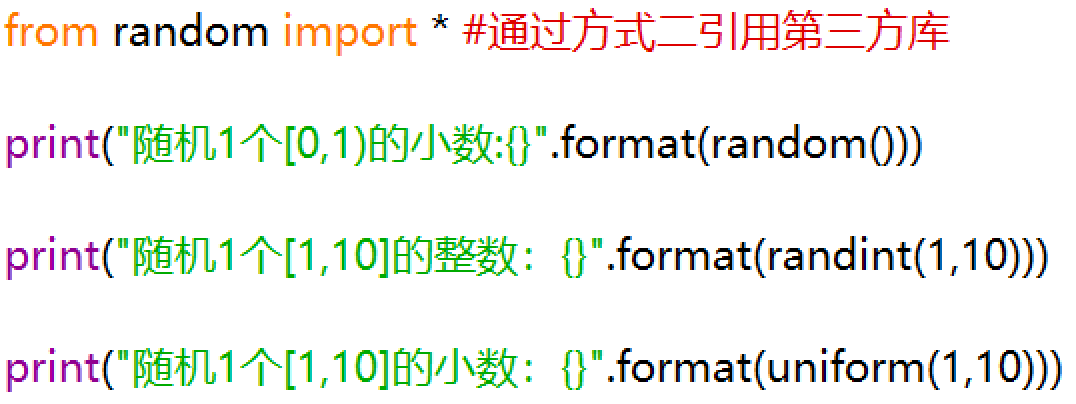 from random import * #通过方式二引用第三方库
print("随机1个[0,1)的小数:{}".format(random()))
print("随机1个[1,10]的整数：{}".format(randint(1,10)))
print("随机1个[1,10]的小数：{}".format(uniform(1,10)))